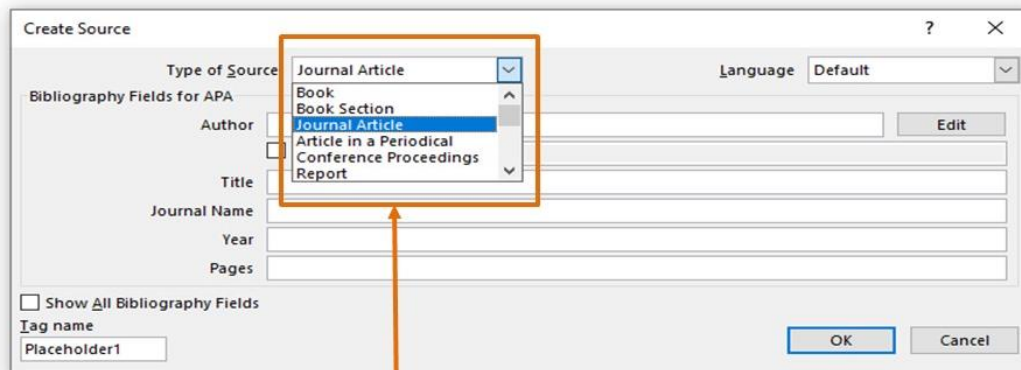 Create Source ? ×
Type of Source Journal Article Language Default
Bibliography Fields for APA
Book
Book Section
Author Journal Article Edit
Article in a Periodical
Conference Proceedings
Report
Title
Journal Name
Year
Pages
Show All Bibliography Fields
Tag name
Placeholder1 OK Cancel